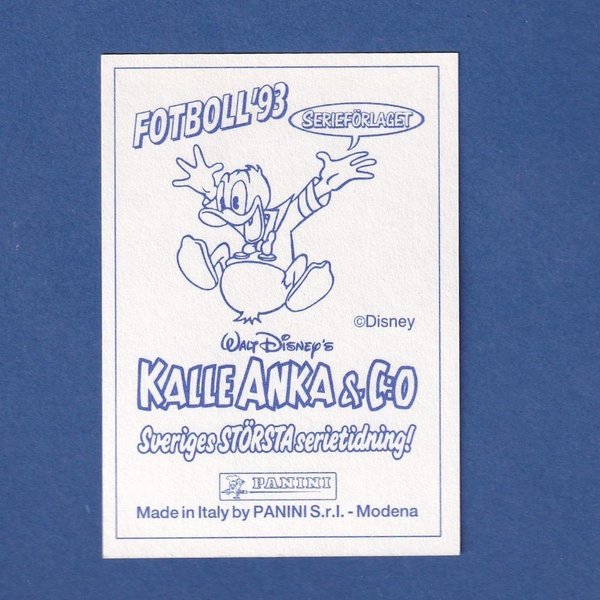 FOTBOLL '93
SERIEFÖRLAGET
©Disney
WALT DISNEY'S
KALLE ANKA & C:O
Sveriges STÖRSTA serietidning!
PANINI
Made in Italy by PANINI S.r.l. - Modena